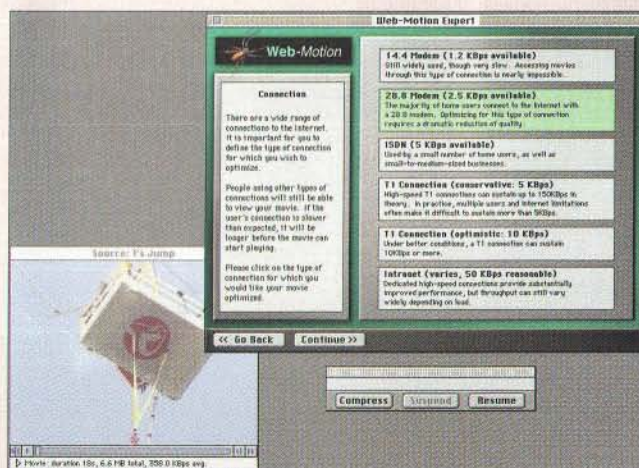 Web-Motion Expert
Web-Motion
Connection
There are a wide range of
connections to the Internet.
It is important for you to
define the type of connection
for which you wish to
optimize.
People using other types of
connections will still be able
to view your movie. If the
user's connection is slower
than expected, it will be
longer before the movie can
start playing.
Please click on the type of
connection for which you
would like your movie
optimized.
14.4 Modem (1.2 KBps available)
Still widely used, though very slow. Accessing movies
through this type of connection is nearly impossible.
28.8 Modem (2.5 KBps available)
The majority of home users connect to the Internet with
a 28.8 modem. Optimizing for this type of connection
requires a dramatic reduction of quality.
ISDN (5 KBps available)
Used by a small number of home users, as well as
small-to-medium-sized businesses.
T1 Connection (conservative: 5 KBps)
High-speed T1 connections can sustain up to 150KBps in
theory. In practice, multiple users and internet limitations
often make it difficult to sustain more than 5KBps.
T1 Connection (optimistic: 10 KBps)
Under better conditions, a T1 connection can sustain
10KBps or more.
Intranet (varies, 50 KBps reasonable)
Dedicated high-speed connections provide substantially
improved performance, but throughput can still vary
widely depending on load.
<< Go Back
Continue >>
Source: F's Jump
Movie: duration 18s, 6.6 MB total, 358.0 KBps avg.
Compress
Suspend
Resume